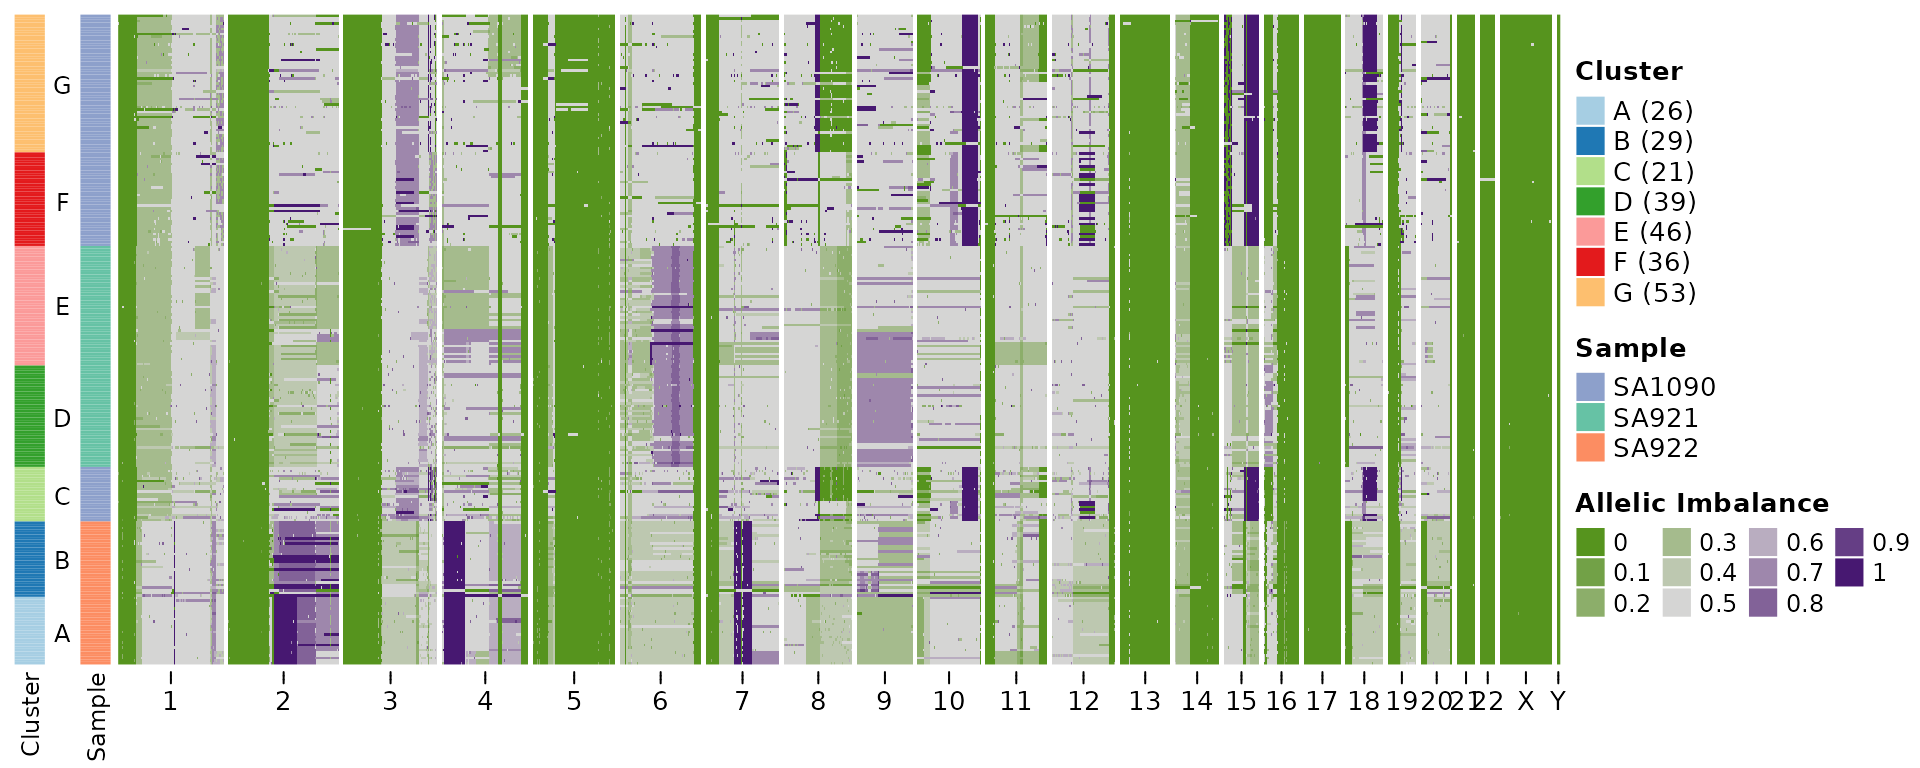 G
F
E
D
C
B
A
Cluster
Sample
1
2
3
4
5
6
7
8
9
10
11
12
13
14
15
16
17
18
19
20
21
22
X
Y
Cluster
A (26)
B (29)
C (21)
D (39)
E (46)
F (36)
G (53)
Sample
SA1090
SA921
SA922
Allelic Imbalance
0 0.3 0.6 0.9
0.1 0.4 0.7 1
0.2 0.5 0.8